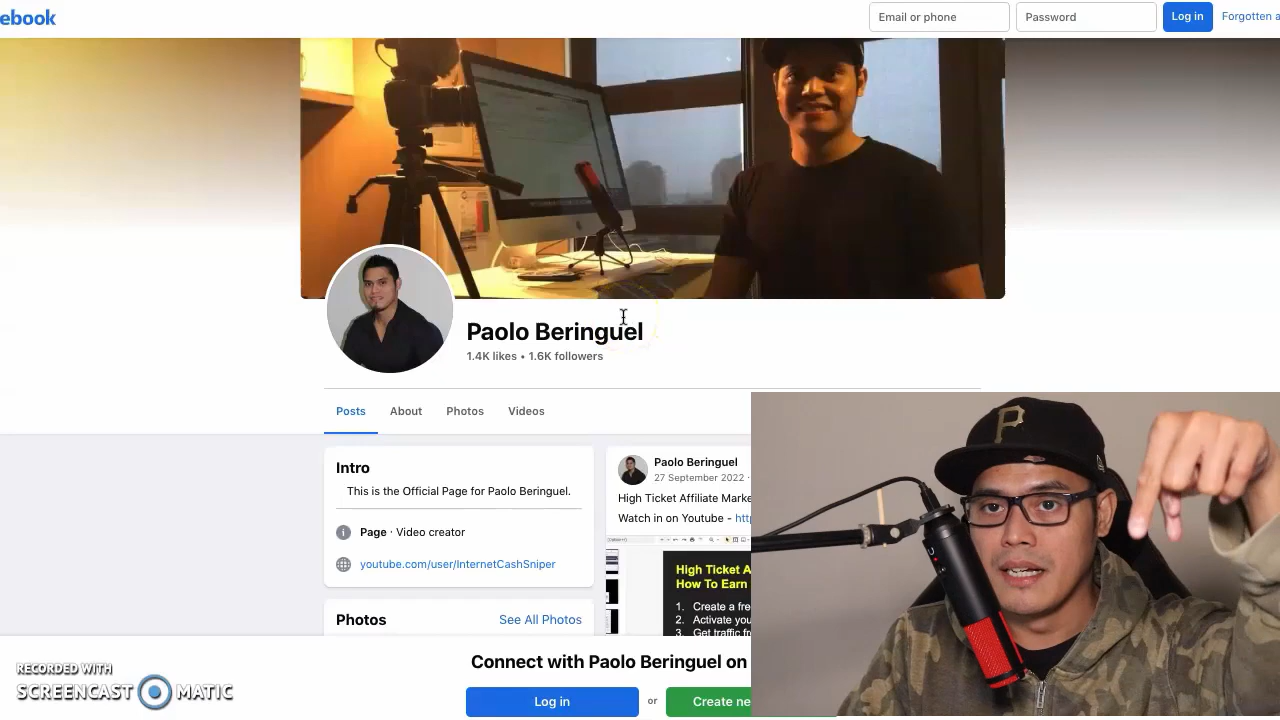 ebook
Email or phone
Password
Log in
Forgotten a
Paolo Beringuel
1.4K likes • 1.6K followers
Posts
About
Photos
Videos
Intro
This is the Official Page for Paolo Beringuel.
Page · Video creator
youtube.com/user/InternetCashSniper
Photos
See All Photos
Paolo Beringuel
27 September 2022 ·
High Ticket Affiliate Marke
Watch in on Youtube - http
High Ticket A
How To Earn
1. Create a fre
2. Activate you
3. Get traffic fr
P
Connect with Paolo Beringuel on
Log in
or
Create ne
RECORDED WITH
SCREENCAST MATIC